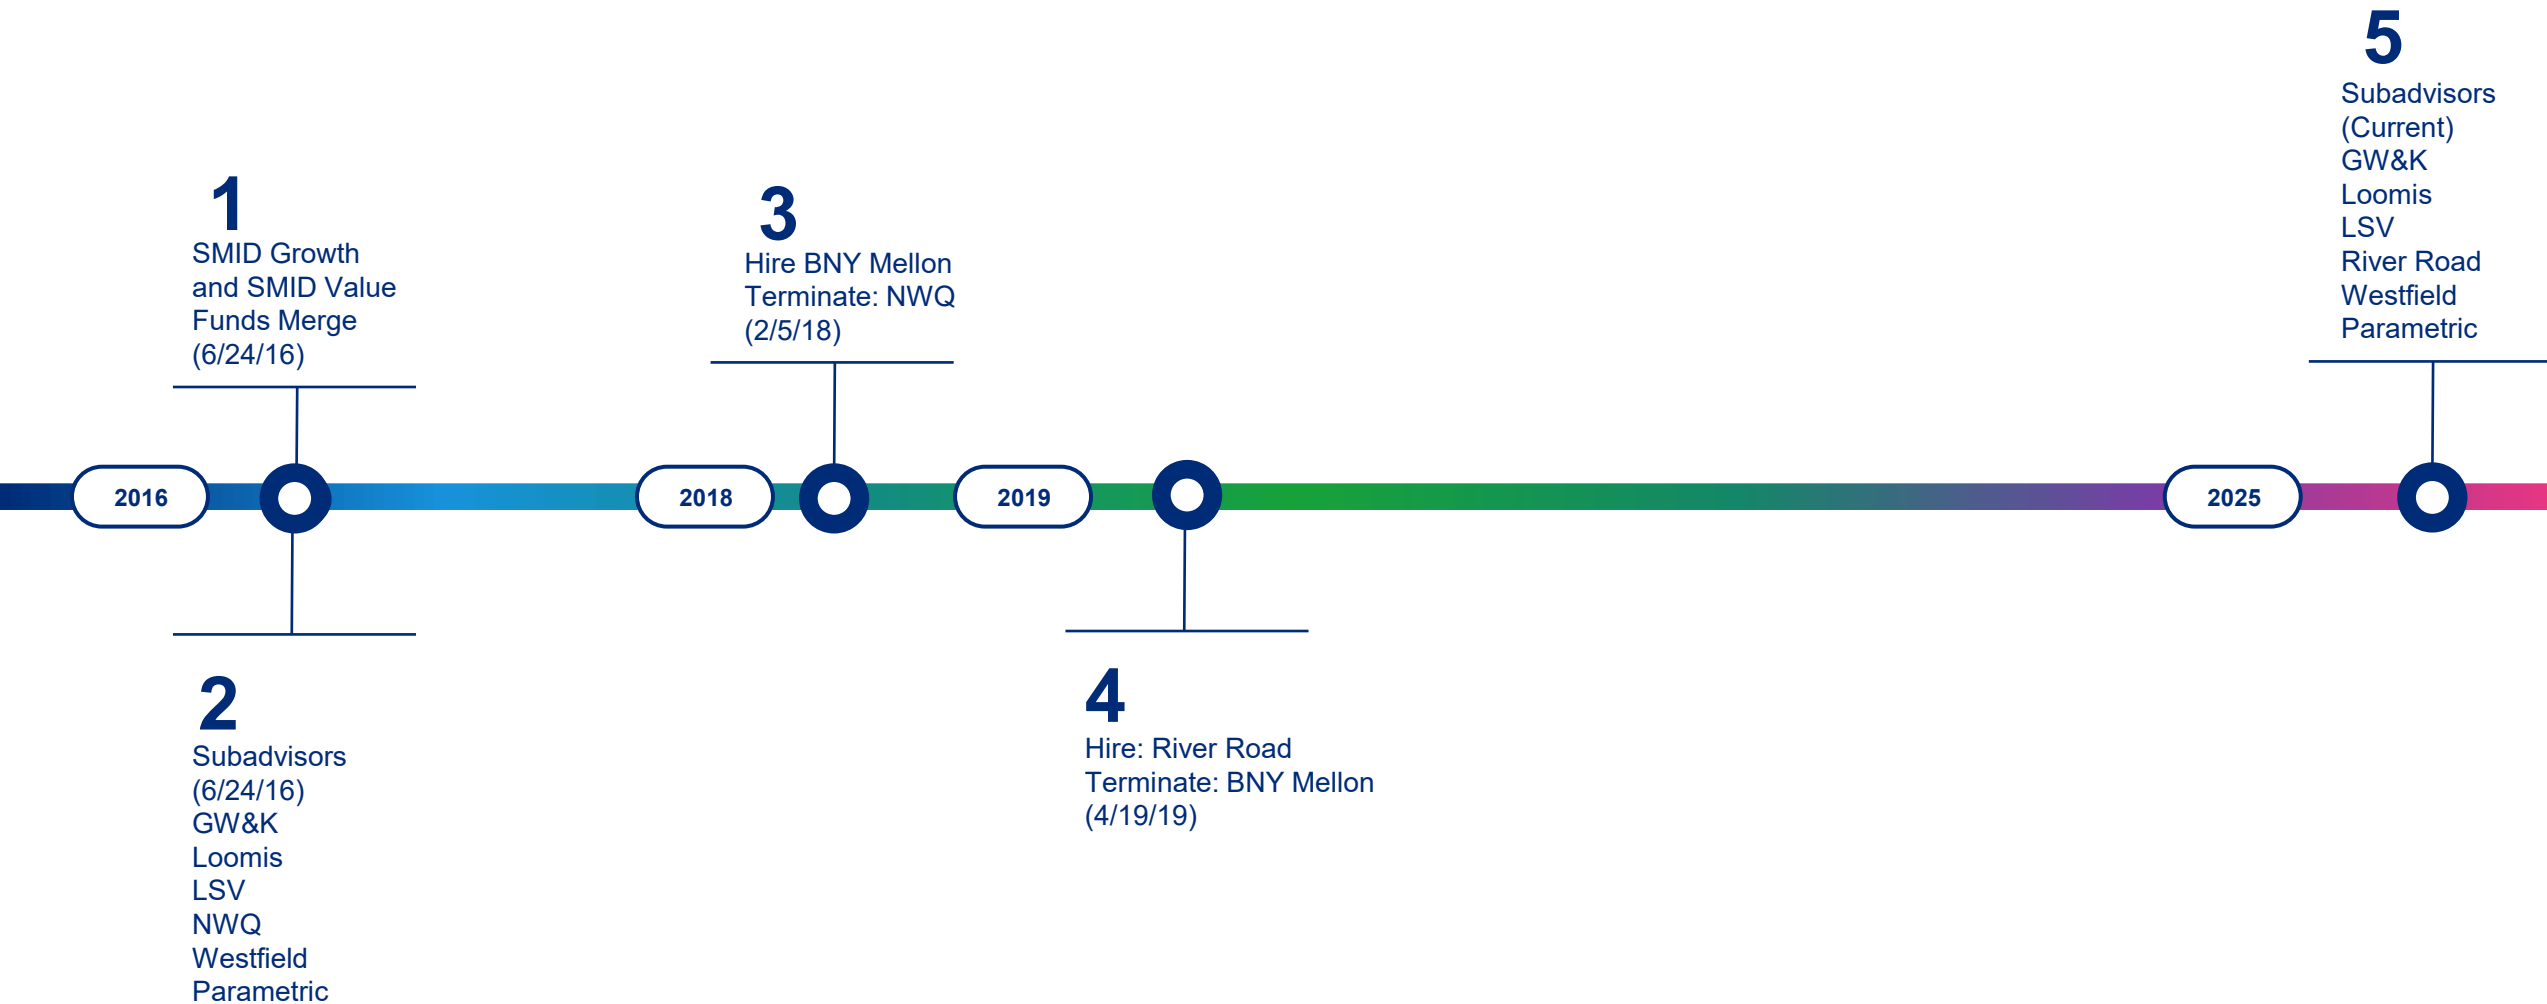 1
SMID Growth
and SMID Value
Funds Merge
(6/24/16)
2016
2
Subadvisors
(6/24/16)
GW&K
Loomis
LSV
NWQ
Westfield
Parametric
3
Hire BNY Mellon
Terminate: NWQ
(2/5/18)
2018
2019
4
Hire: River Road
Terminate: BNY Mellon
(4/19/19)
5
Subadvisors
(Current)
GW&K
Loomis
LSV
River Road
Westfield
Parametric
2025